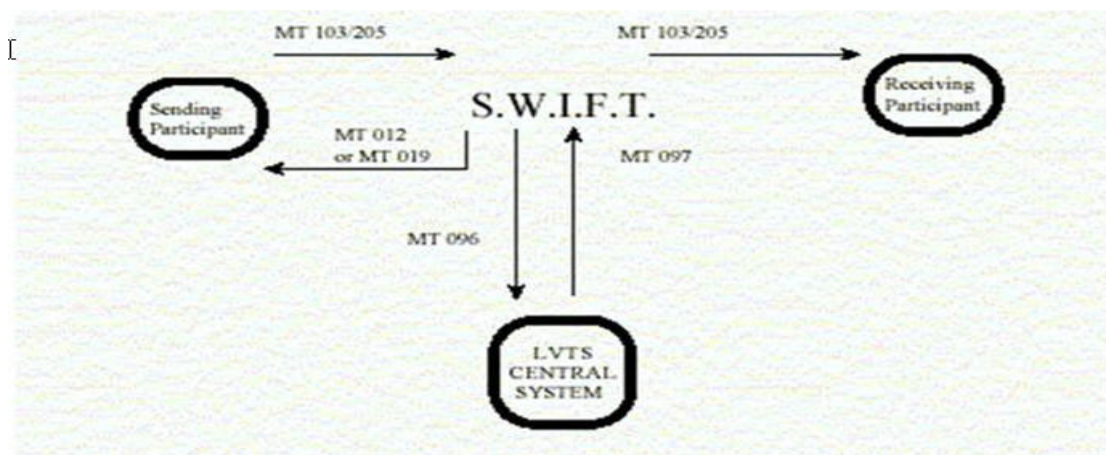 MT 103/205
MT 103/205
Sending
Participant
S.W.I.F.T.
Receiving
Participant
MT 012
or MT 019
MT 097
MT 096
LVTS
CENTRAL
SYSTEM